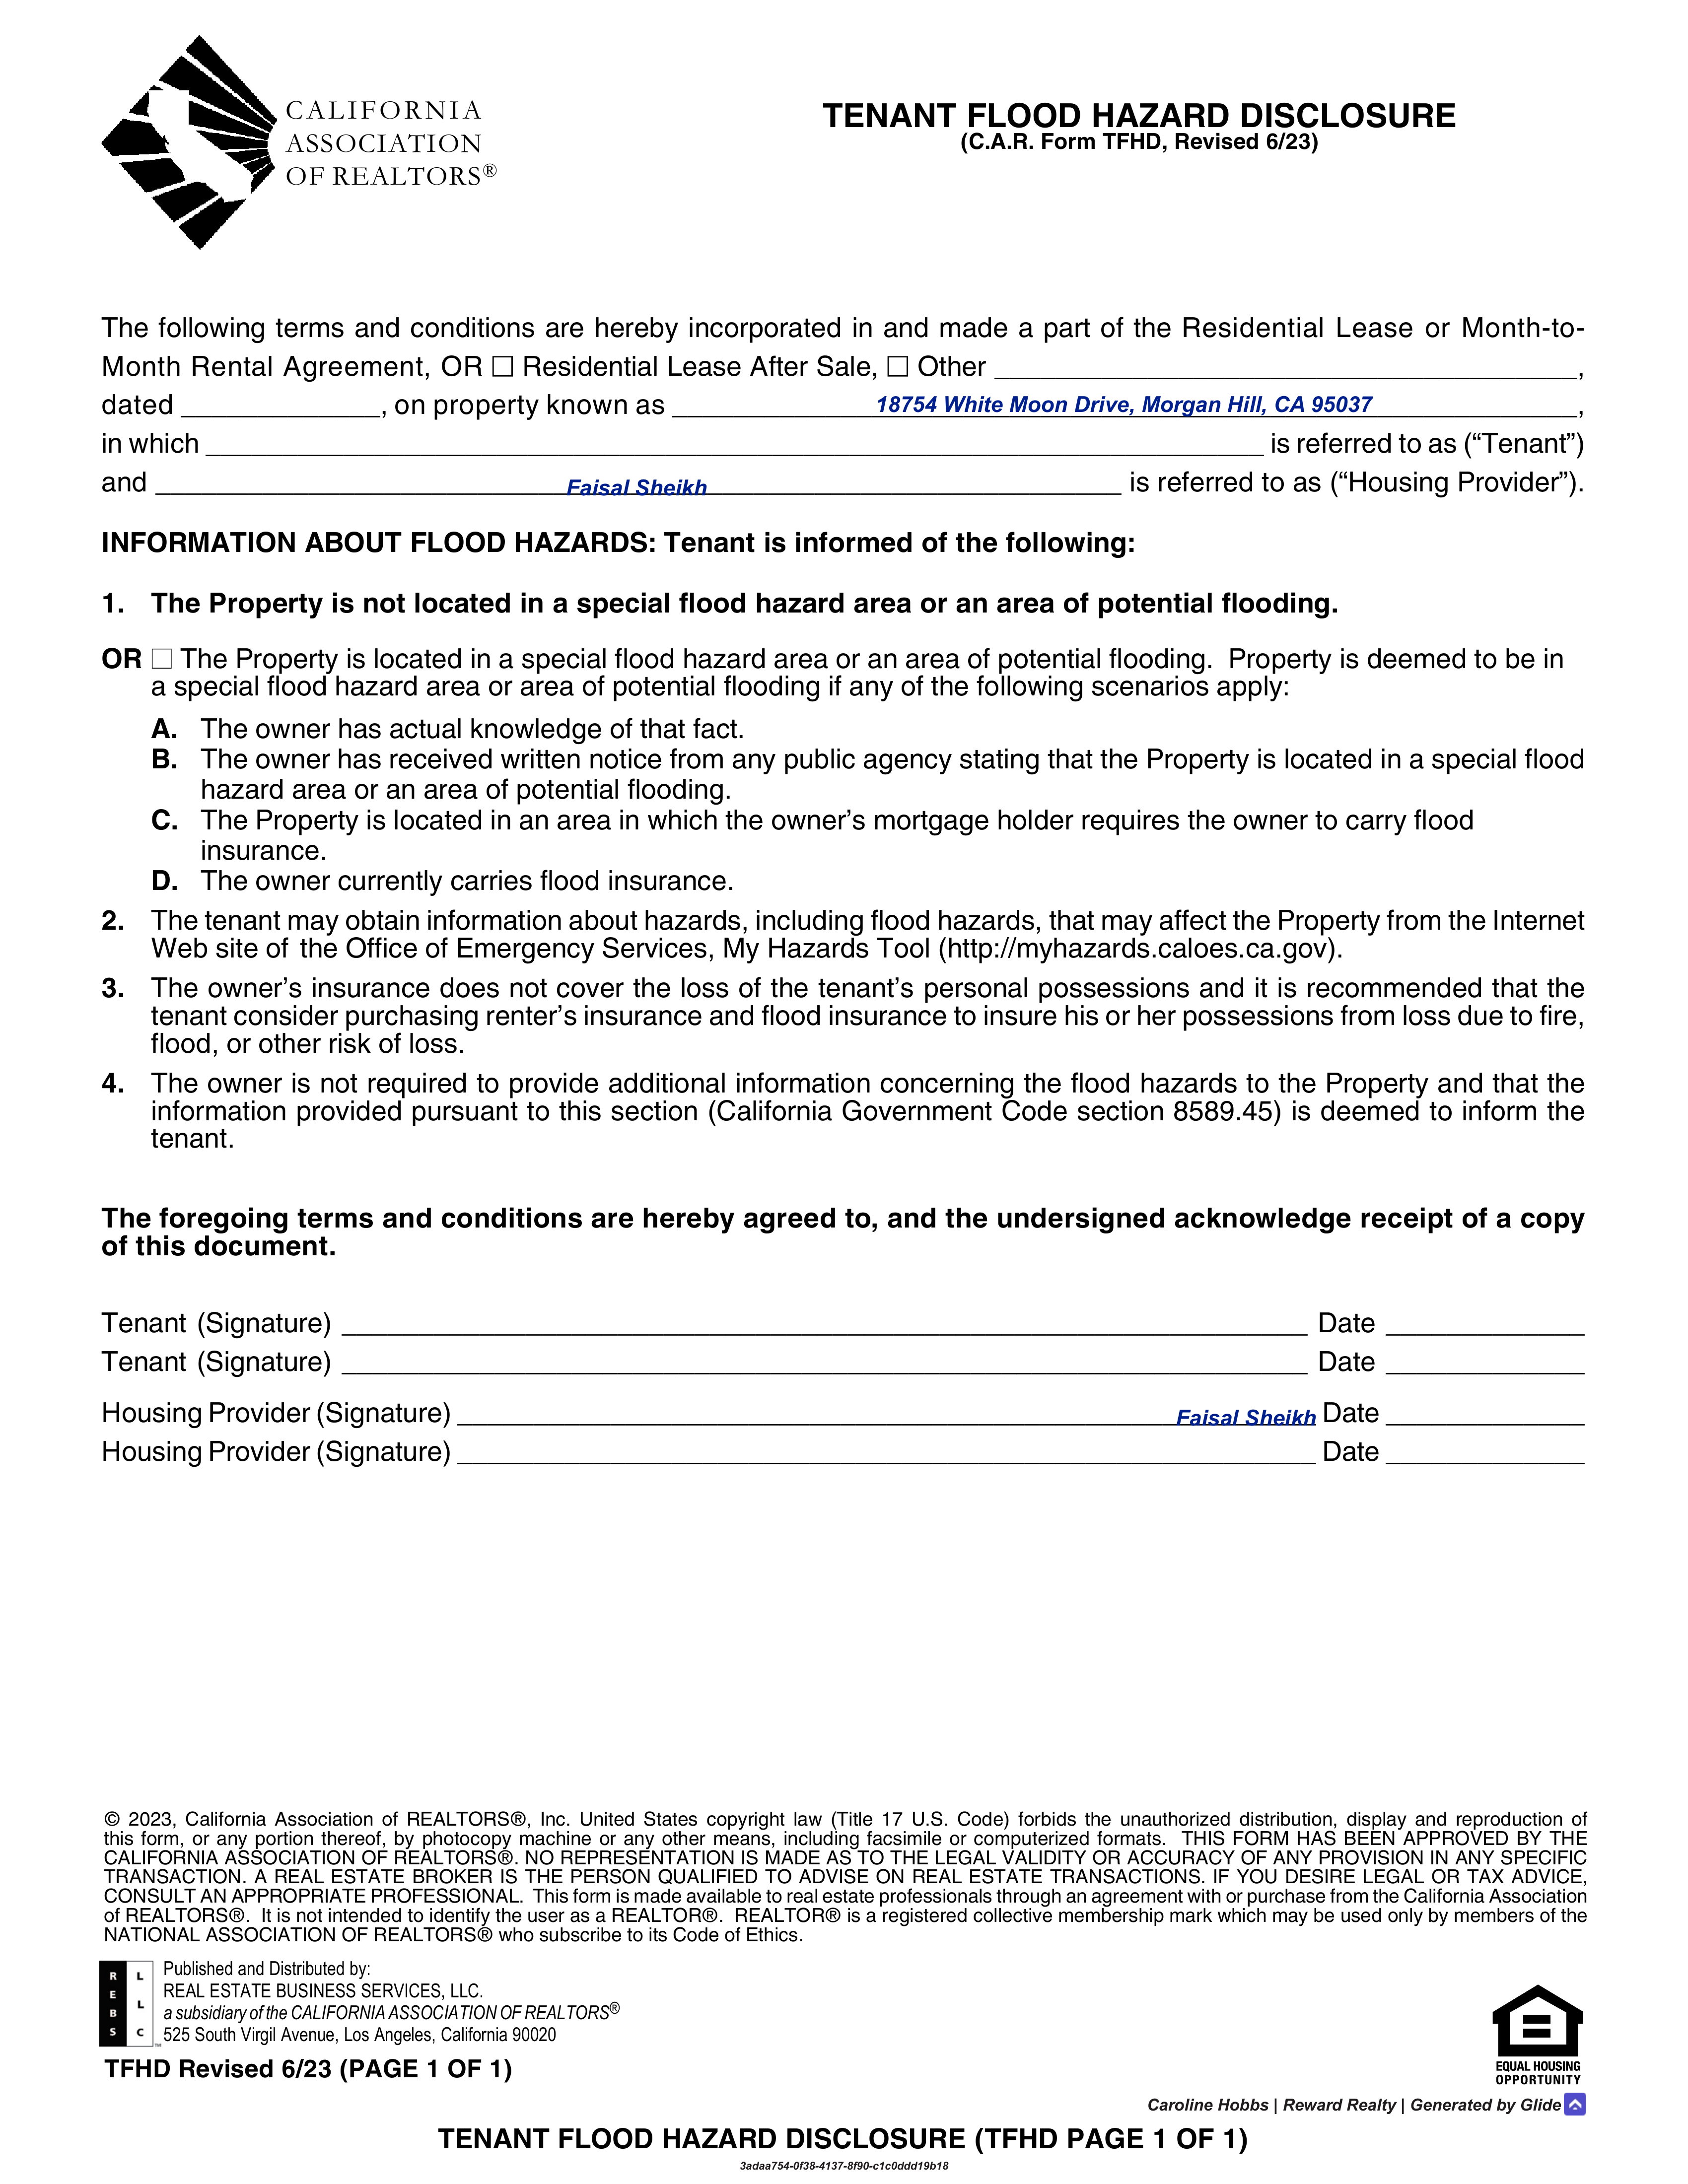 CALIFORNIA
ASSOCIATION
OF REALTORS®
TENANT FLOOD HAZARD DISCLOSURE
(C.A.R. Form TFHD, Revised 6/23)
The following terms and conditions are hereby incorporated in and made a part of the Residential Lease or Month-to-
Month Rental Agreement, OR ☐ Residential Lease After Sale, ☐ Other ____________________,
dated ____________, on property known as 18754 White Moon Drive, Morgan Hill, CA 95037,
in which ____________________ is referred to as (“Tenant”)
and Faisal Sheikh is referred to as (“Housing Provider”).
INFORMATION ABOUT FLOOD HAZARDS: Tenant is informed of the following:
1. The Property is not located in a special flood hazard area or an area of potential flooding.
OR ☐ The Property is located in a special flood hazard area or an area of potential flooding. Property is deemed to be in
a special flood hazard area or area of potential flooding if any of the following scenarios apply:
A. The owner has actual knowledge of that fact.
B. The owner has received written notice from any public agency stating that the Property is located in a special flood
hazard area or an area of potential flooding.
C. The Property is located in an area in which the owner’s mortgage holder requires the owner to carry flood
insurance.
D. The owner currently carries flood insurance.
2. The tenant may obtain information about hazards, including flood hazards, that may affect the Property from the Internet
Web site of the Office of Emergency Services, My Hazards Tool (http://myhazards.caloes.ca.gov).
3. The owner’s insurance does not cover the loss of the tenant’s personal possessions and it is recommended that the
tenant consider purchasing renter’s insurance and flood insurance to insure his or her possessions from loss due to fire,
flood, or other risk of loss.
4. The owner is not required to provide additional information concerning the flood hazards to the Property and that the
information provided pursuant to this section (California Government Code section 8589.45) is deemed to inform the
tenant.
The foregoing terms and conditions are hereby agreed to, and the undersigned acknowledge receipt of a copy
of this document.
Tenant (Signature) ____________________ Date ____________
Tenant (Signature) ____________________ Date ____________
Housing Provider (Signature) ____________________ Faisal Sheikh Date ____________
Housing Provider (Signature) ____________________ Date ____________
© 2023, California Association of REALTORS®, Inc. United States copyright law (Title 17 U.S. Code) forbids the unauthorized distribution, display and reproduction of
this form, or any portion thereof, by photocopy machine or any other means, including facsimile or computerized formats. THIS FORM HAS BEEN APPROVED BY THE
CALIFORNIA ASSOCIATION OF REALTORS®. NO REPRESENTATION IS MADE AS TO THE LEGAL VALIDITY OR ACCURACY OF ANY PROVISION IN ANY SPECIFIC
TRANSACTION. A REAL ESTATE BROKER IS THE PERSON QUALIFIED TO ADVISE ON REAL ESTATE TRANSACTIONS. IF YOU DESIRE LEGAL OR TAX ADVICE,
CONSULT AN APPROPRIATE PROFESSIONAL. This form is made available to real estate professionals through an agreement with or purchase from the California Association
of REALTORS®. It is not intended to identify the user as a REALTOR®. REALTOR® is a registered collective membership mark which may be used only by members of the
NATIONAL ASSOCIATION OF REALTORS® who subscribe to its Code of Ethics.
R L
E L
B C
S
™
Published and Distributed by:
REAL ESTATE BUSINESS SERVICES, LLC.
a subsidiary of the CALIFORNIA ASSOCIATION OF REALTORS®
525 South Virgil Avenue, Los Angeles, California 90020
EQUAL HOUSING
OPPORTUNITY
TFHD Revised 6/23 (PAGE 1 OF 1)
Caroline Hobbs | Reward Realty | Generated by Glide
TENANT FLOOD HAZARD DISCLOSURE (TFHD PAGE 1 OF 1)
3adaa754-0f38-4137-8f90-c1c0ddd19b18